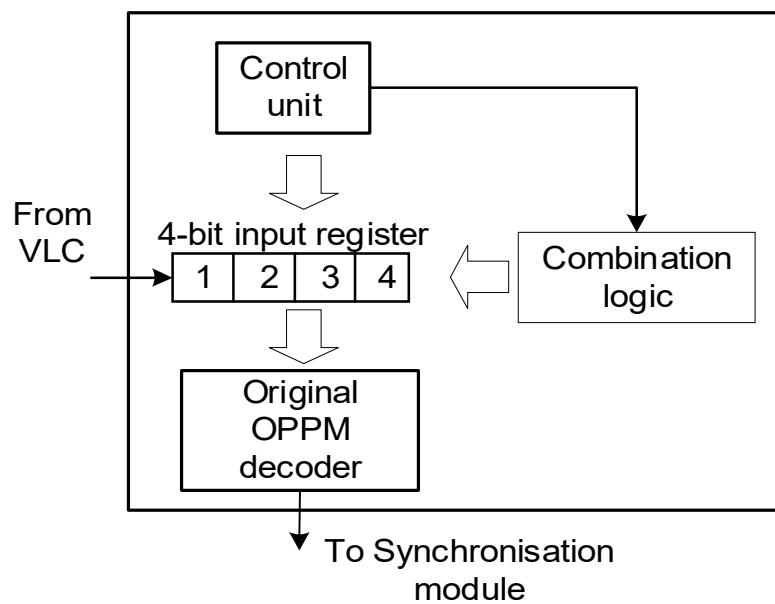 Control
unit
From
VLC
4-bit input register
1 2 3 4
Combination
logic
Original
OPPM
decoder
To Synchronisation
module